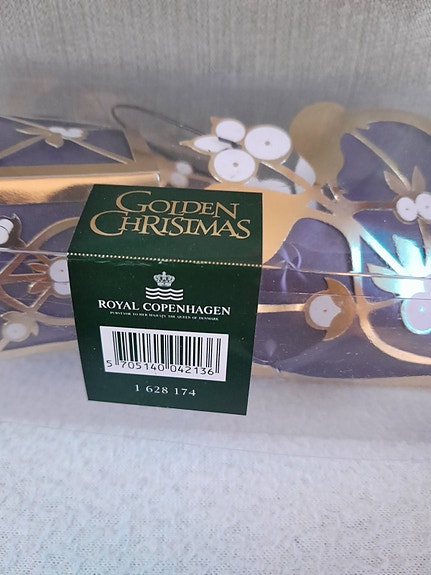 GOLDEN
CHRISTMAS
ROYAL COPENHAGEN
PURVEYOR TO HER MAJESTY THE QUEEN OF DENMARK
5 705140 042136
1 628 174